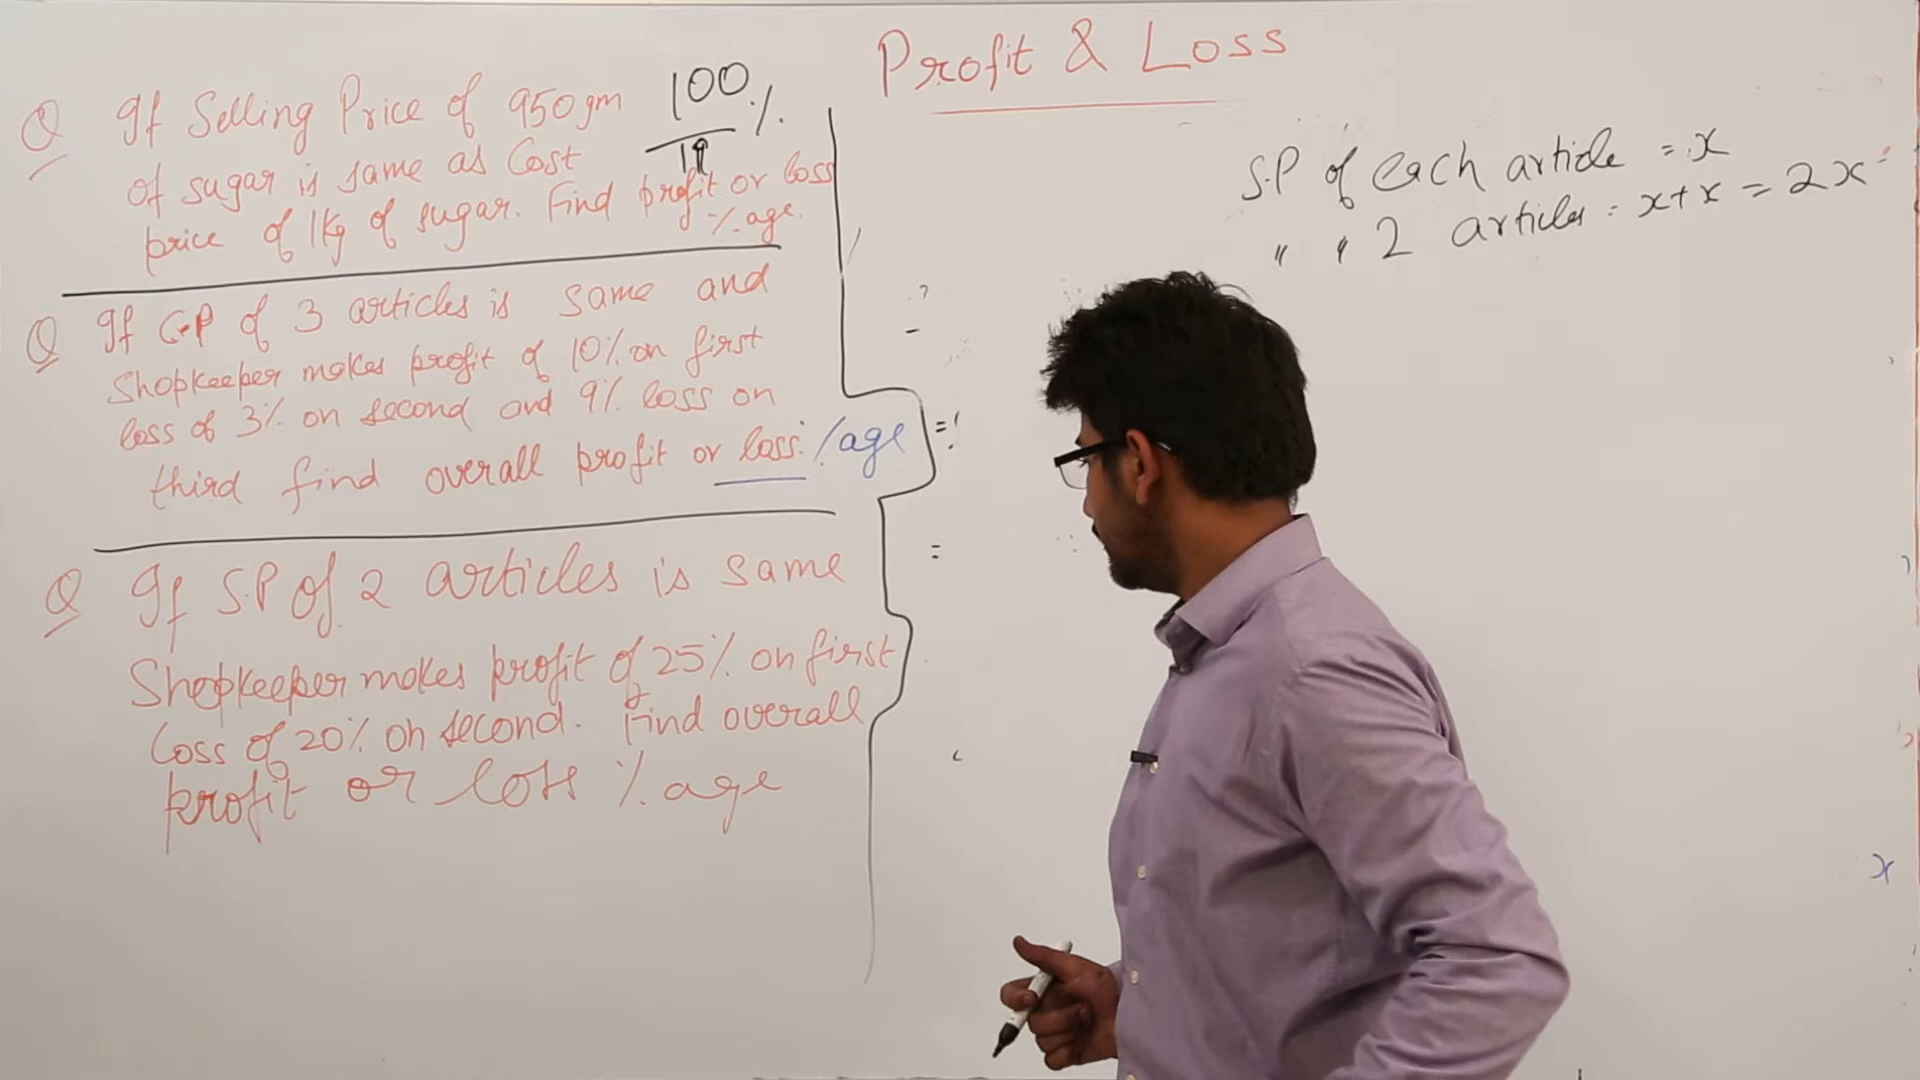 Profit & Loss
Q If Selling Price of 950gm
of sugar is same as Cost
price of 1Kg of sugar. Find profit or loss
%age.
100/19 %
Q If C.P of 3 articles is same and
Shopkeeper makes profit of 10% on first
loss of 3% on second and 9% loss on
third find overall profit or loss %age
Q If S.P of 2 articles is same
Shopkeeper makes profit of 25% on first
Loss of 20% on second. Find overall
profit or loss %age
S.P of each article = x
" " 2 articles = x+x = 2x
x